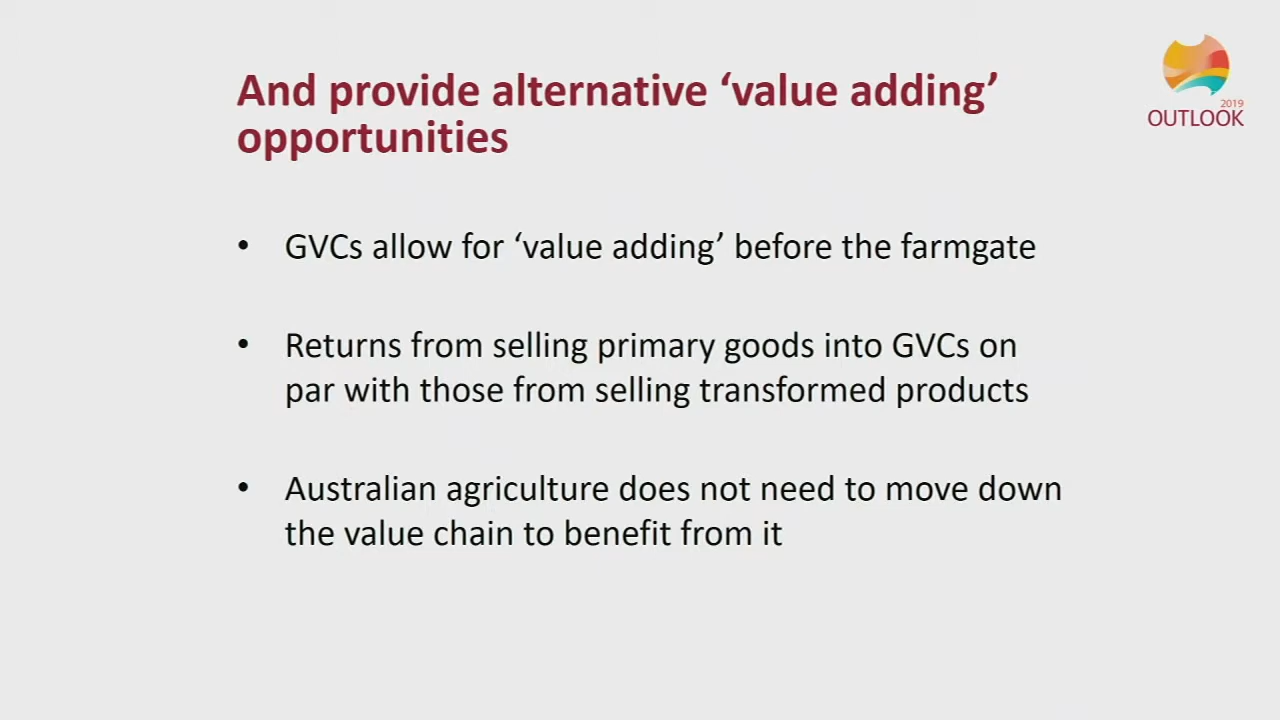 And provide alternative ‘value adding’
opportunities
2019
OUTLOOK
• GVCs allow for ‘value adding’ before the farmgate
• Returns from selling primary goods into GVCs on
par with those from selling transformed products
• Australian agriculture does not need to move down
the value chain to benefit from it